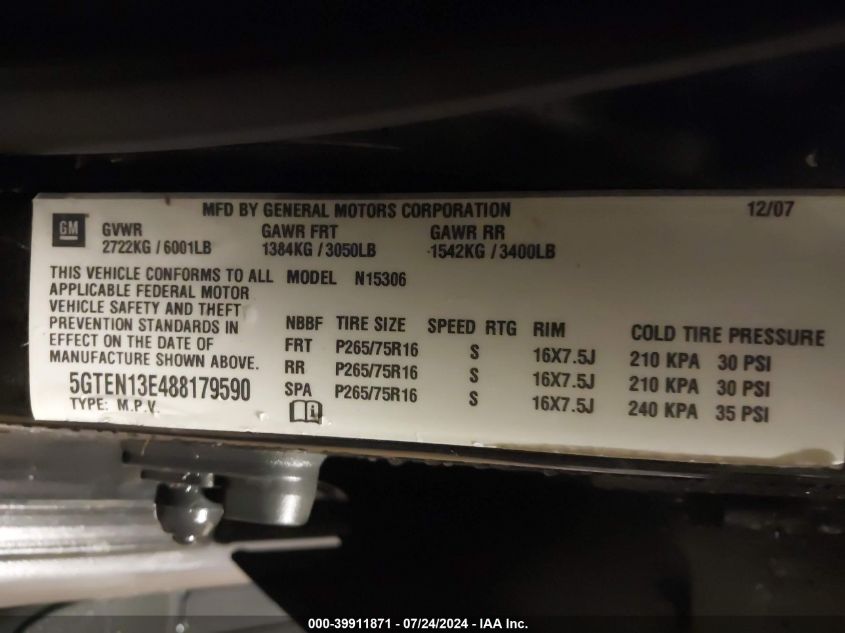 MFD BY GENERAL MOTORS CORPORATION 12/07
GM
GVWR GAWR FRT GAWR RR
2722KG / 6001LB 1384KG / 3050LB 1542KG / 3400LB
THIS VEHICLE CONFORMS TO ALL
APPLICABLE FEDERAL MOTOR
VEHICLE SAFETY AND THEFT
PREVENTION STANDARDS IN
EFFECT ON THE DATE OF
MANUFACTURE SHOWN ABOVE.
5GTEN13E488179590
TYPE: M.P.V.
MODEL N15306
NBBF TIRE SIZE SPEED RTG RIM COLD TIRE PRESSURE
FRT P265/75R16 S 16X7.5J 210 KPA 30 PSI
RR P265/75R16 S 16X7.5J 210 KPA 30 PSI
SPA P265/75R16 S 16X7.5J 240 KPA 35 PSI
000-39911871 - 07/24/2024 - IAA Inc.